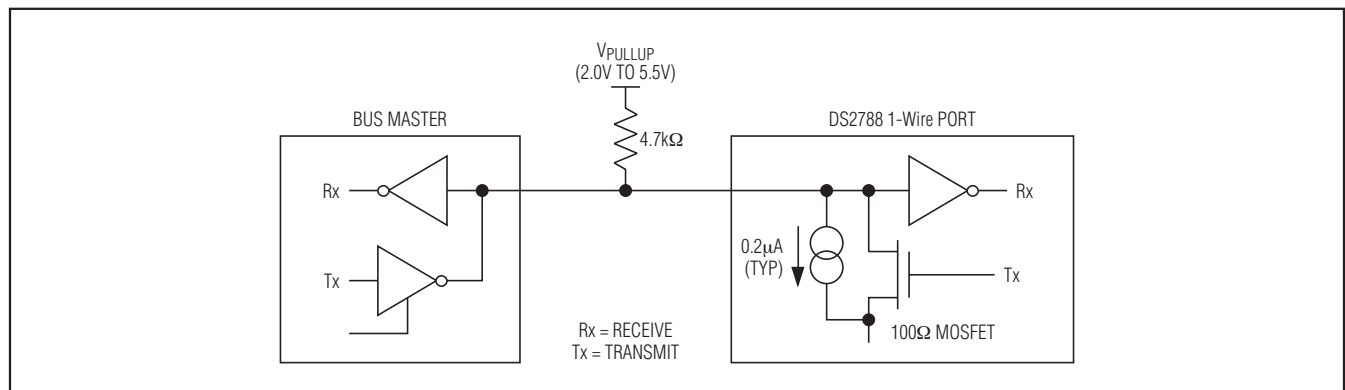 VPULLUP
(2.0V TO 5.5V)
BUS MASTER
DS2788 1-Wire PORT
4.7kΩ
Rx
Rx
0.2μA
(TYP)
Tx
Tx
Rx = RECEIVE
Tx = TRANSMIT
100Ω MOSFET